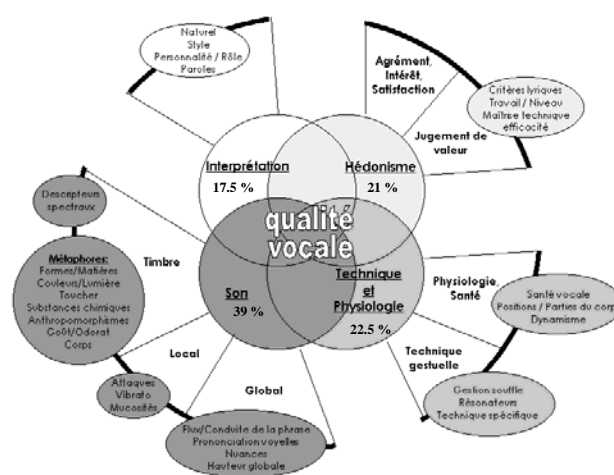 Naturel
Style
Personnalité / Rôle
Paroles
Agrément,
Intérêt,
Satisfaction
Critères lyriques
Travail / Niveau
Maîtrise technique
efficacité
Jugement de
valeur
Interprétation
17.5 %
Hédonisme
21 %
qualité
vocale
Son
39 %
Technique
et
Physiologie
22.5 %
Descripteurs
spectraux
Métaphores:
Formes/Matières
Couleurs/Lumière
Toucher
Substances chimiques
Anthropomorphèmes
Goût/Odorat
Corps
Timbre
Local
Attaques
Vibrato
Mucosités
Global
Flux/Conduite de la phrase
Prononciation voyelles
Nuances
Hauteur globale
Physiologie,
Santé
Santé vocale
Positions / Parties du corp
Dynamisme
Technique
gestuelle
Gestion souffle
Résonateurs
Technique spécifique